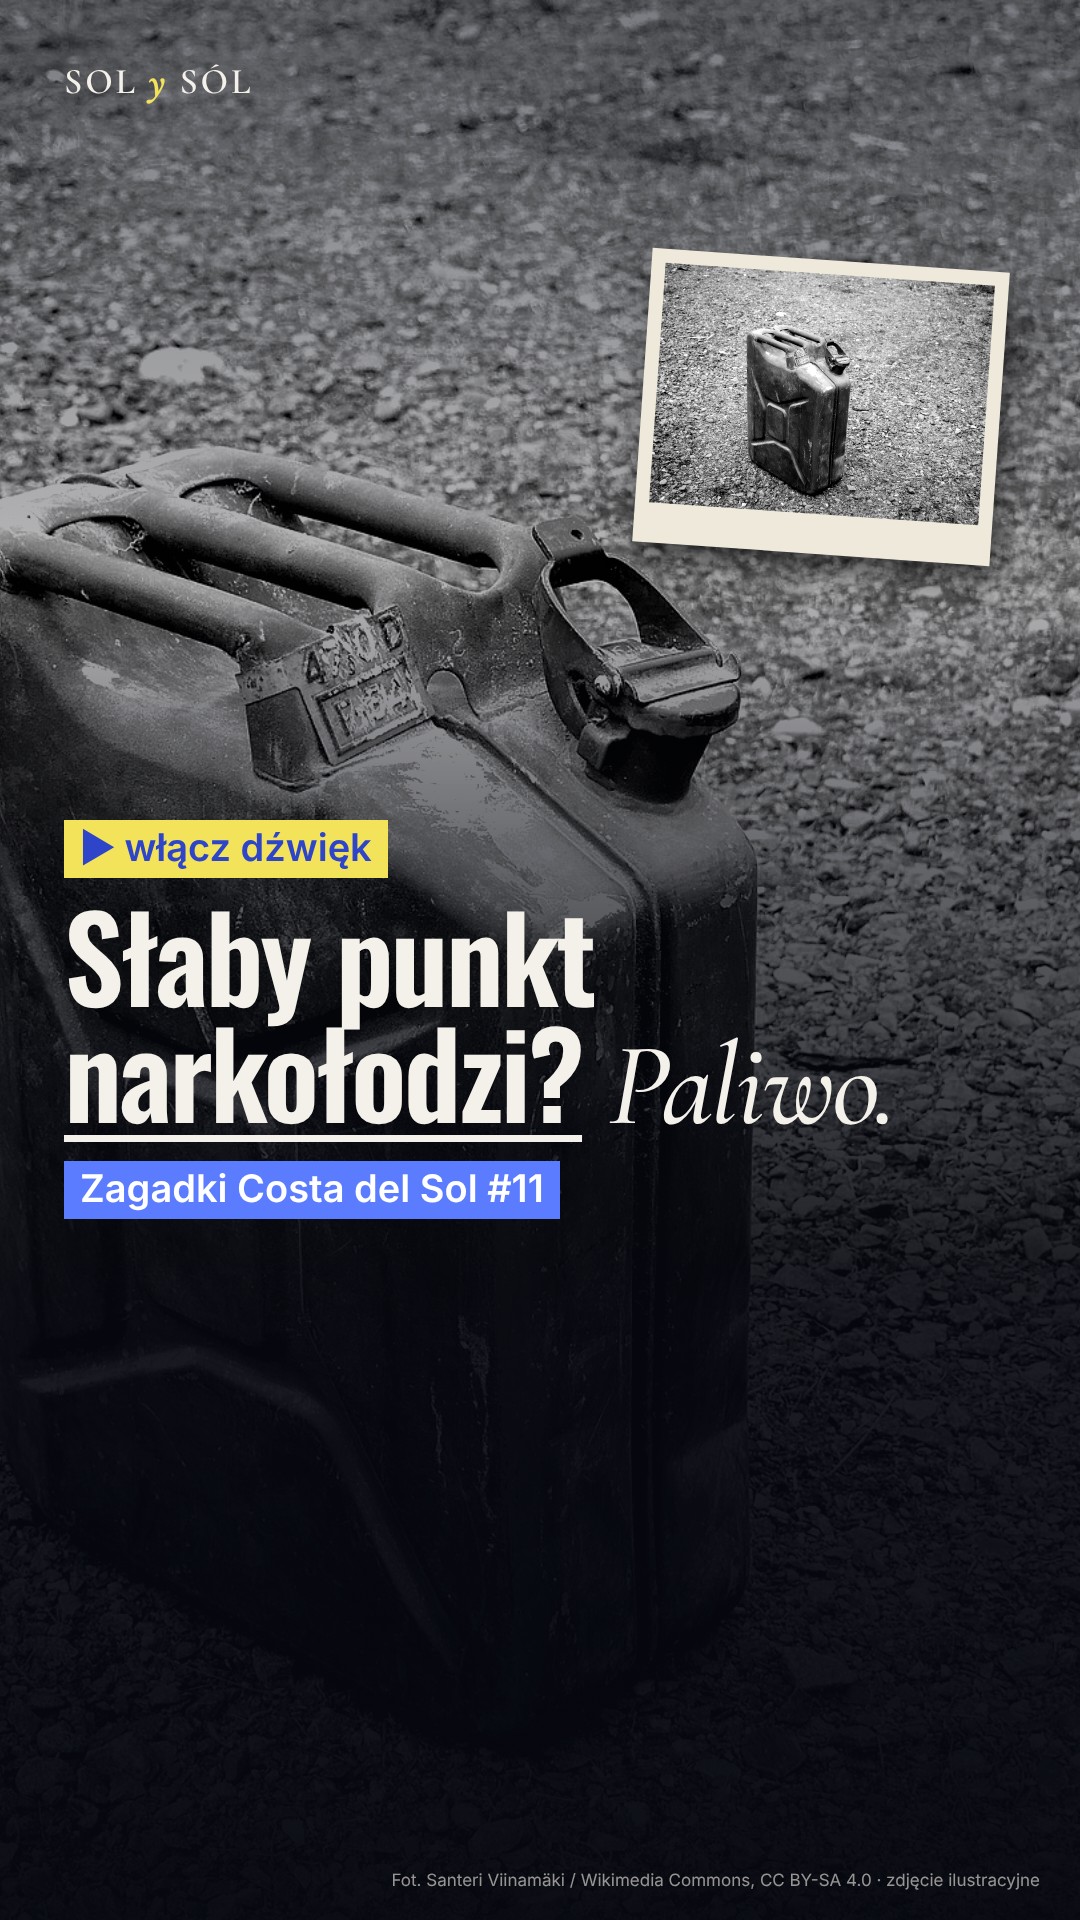 SOL y SÓL
▶ włącz dźwięk
Słaby punkt
narkołodzi? Paliwo.
Zagadki Costa del Sol #11
Fot. Santeri Viinamäki / Wikimedia Commons, CC BY-SA 4.0 · zdjęcie ilustracyjne